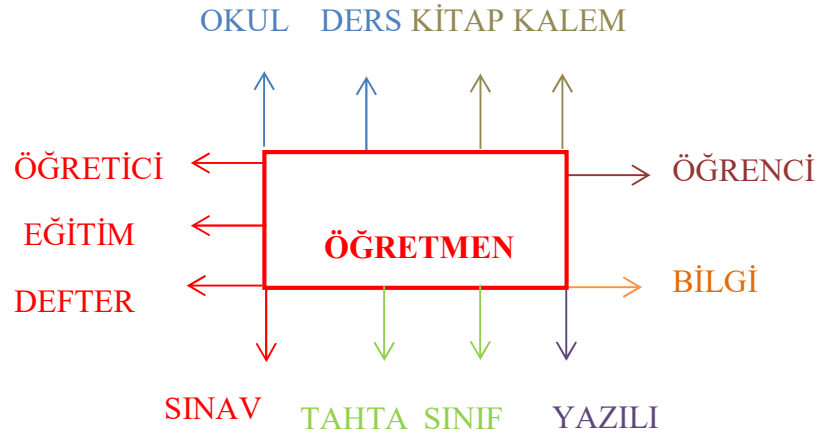 OKUL DERS KİTAP KALEM
ÖĞRETİCİ
ÖĞRENCİ
EĞİTİM
ÖĞRETMEN
DEFTER
BİLGİ
SINAV TAHTA SINIF YAZILI